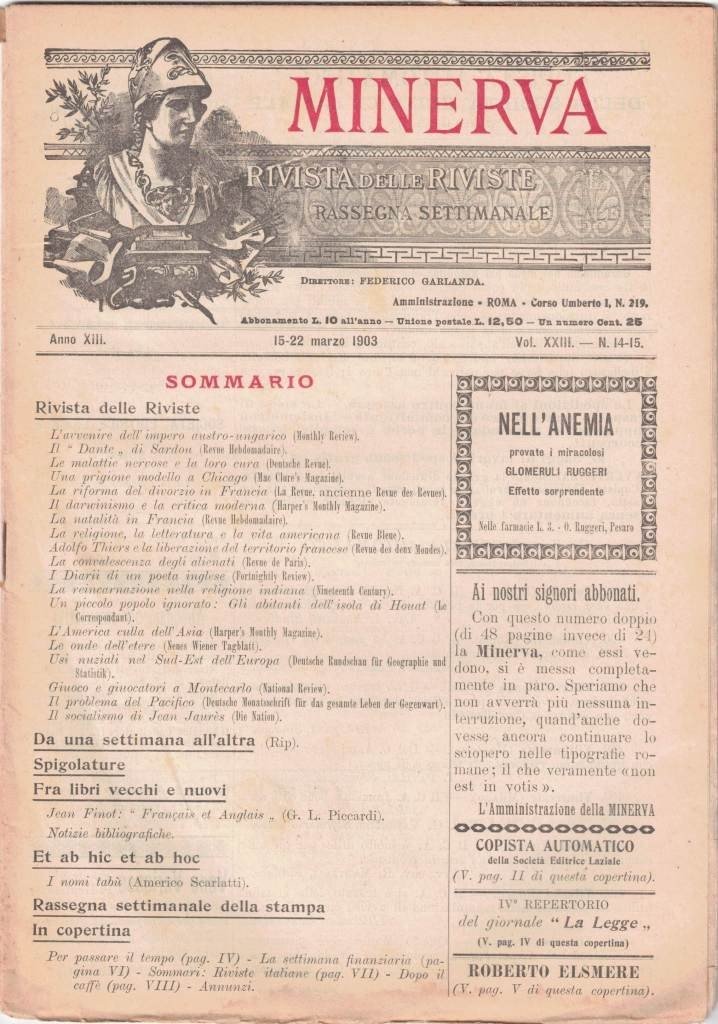 MINERVA
RIVISTA DELLE RIVISTE
RASSEGNA SETTIMANALE
DIRETTORE: FEDERICO GARLANDA.
Amministrazione - ROMA - Corso Umberto I, N. 219.
Abbonamento L. 10 all'anno — Unione postale L. 12,50 — Un numero Cent. 25
Anno XIII. 15-22 marzo 1903 Vol. XXIII. — N. 14-15.
SOMMARIO
Rivista delle Riviste
L'avvenire dell'impero austro-ungarico (Monthly Review).
Il " Dante „ di Sardou (Revue Hebdomadaire).
Le malattie nervose e la loro cura (Deutsche Revue).
Una prigione modello a Chicago (Mac Clure's Magazine).
La riforma del divorzio in Francia (La Revue, ancienne Revue des Revues).
Il darwinismo e la critica moderna (Harper's Monthly Magazine).
La natalità in Francia (Revue Hebdomadaire).
La religione, la letteratura e la vita americana (Revue Bleue).
Adolfo Thiers e la liberazione del territorio francese (Revue des deux Mondes).
La convalescenza degli alienati (Revue de Paris).
I Diarii di un poeta inglese (Fortnightly Review).
La reincarnazione nella religione indiana (Nineteenth Century).
Un piccolo popolo ignorato: Gli abitanti dell'isola di Houat (Le
Correspondant).
L'America culla dell'Asia (Harper's Monthly Magazine).
Le onde dell'etere (Neues Wiener Tagblatt).
Usi nuziali nel Sud-Est dell'Europa (Deutsche Rundschau für Geographie und
Statistik).
Giuoco e giuocatori a Montecarlo (National Review).
Il problema del Pacifico (Deutsche Monatsschrift für das gesamte Leben der Gegenwart).
Il socialismo di Jean Jaurès (Die Nation).
Da una settimana all'altra (Rip).
Spigolature
Fra libri vecchi e nuovi
Jean Finot: " Français et Anglais „ (G. L. Piccardi).
Notizie bibliografiche.
Et ab hic et ab hoc
I nomi tabù (Americo Scarlatti).
Rassegna settimanale della stampa
In copertina
Per passare il tempo (pag. IV) - La settimana finanziaria (pa-
gina VI) - Sommari: Riviste italiane (pag. VII) - Dopo il
caffè (pag. VIII) - Annunzi.
NELL'ANEMIA
provate i miracolosi
GLOMERULI RUGGERI
Effetto sorprendente
Nelle farmacie L. 3. - O. Ruggeri, Pesaro
Ai nostri signori abbonati.
Con questo numero doppio
(di 48 pagine invece di 24)
la Minerva, come essi ve-
dono, si è messa completa-
mente in paro. Speriamo che
non avverrà più nessuna in-
terruzione, quand'anche do-
vesse ancora continuare lo
sciopero nelle tipografie ro-
mane; il che veramente «non
est in votis».
L'Amministrazione della MINERVA
COPISTA AUTOMATICO
della Società Editrice Laziale
(V. pag. II di questa copertina).
IV° REPERTORIO
del giornale " La Legge „
(V. pag. IV di questa copertina)
ROBERTO ELSMERE
(V. pag. V di questa copertina).